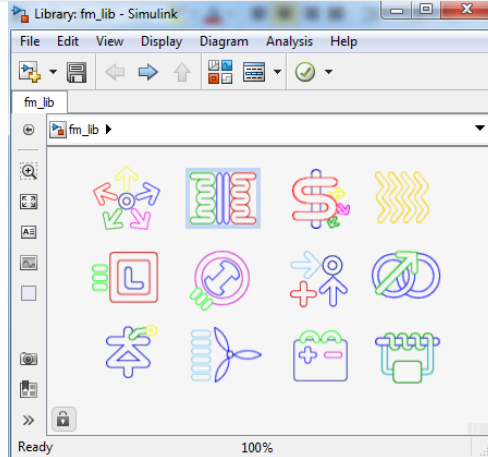 Library: fm_lib - Simulink
File Edit View Display Diagram Analysis Help
fm_lib
fm_lib
Ready 100%